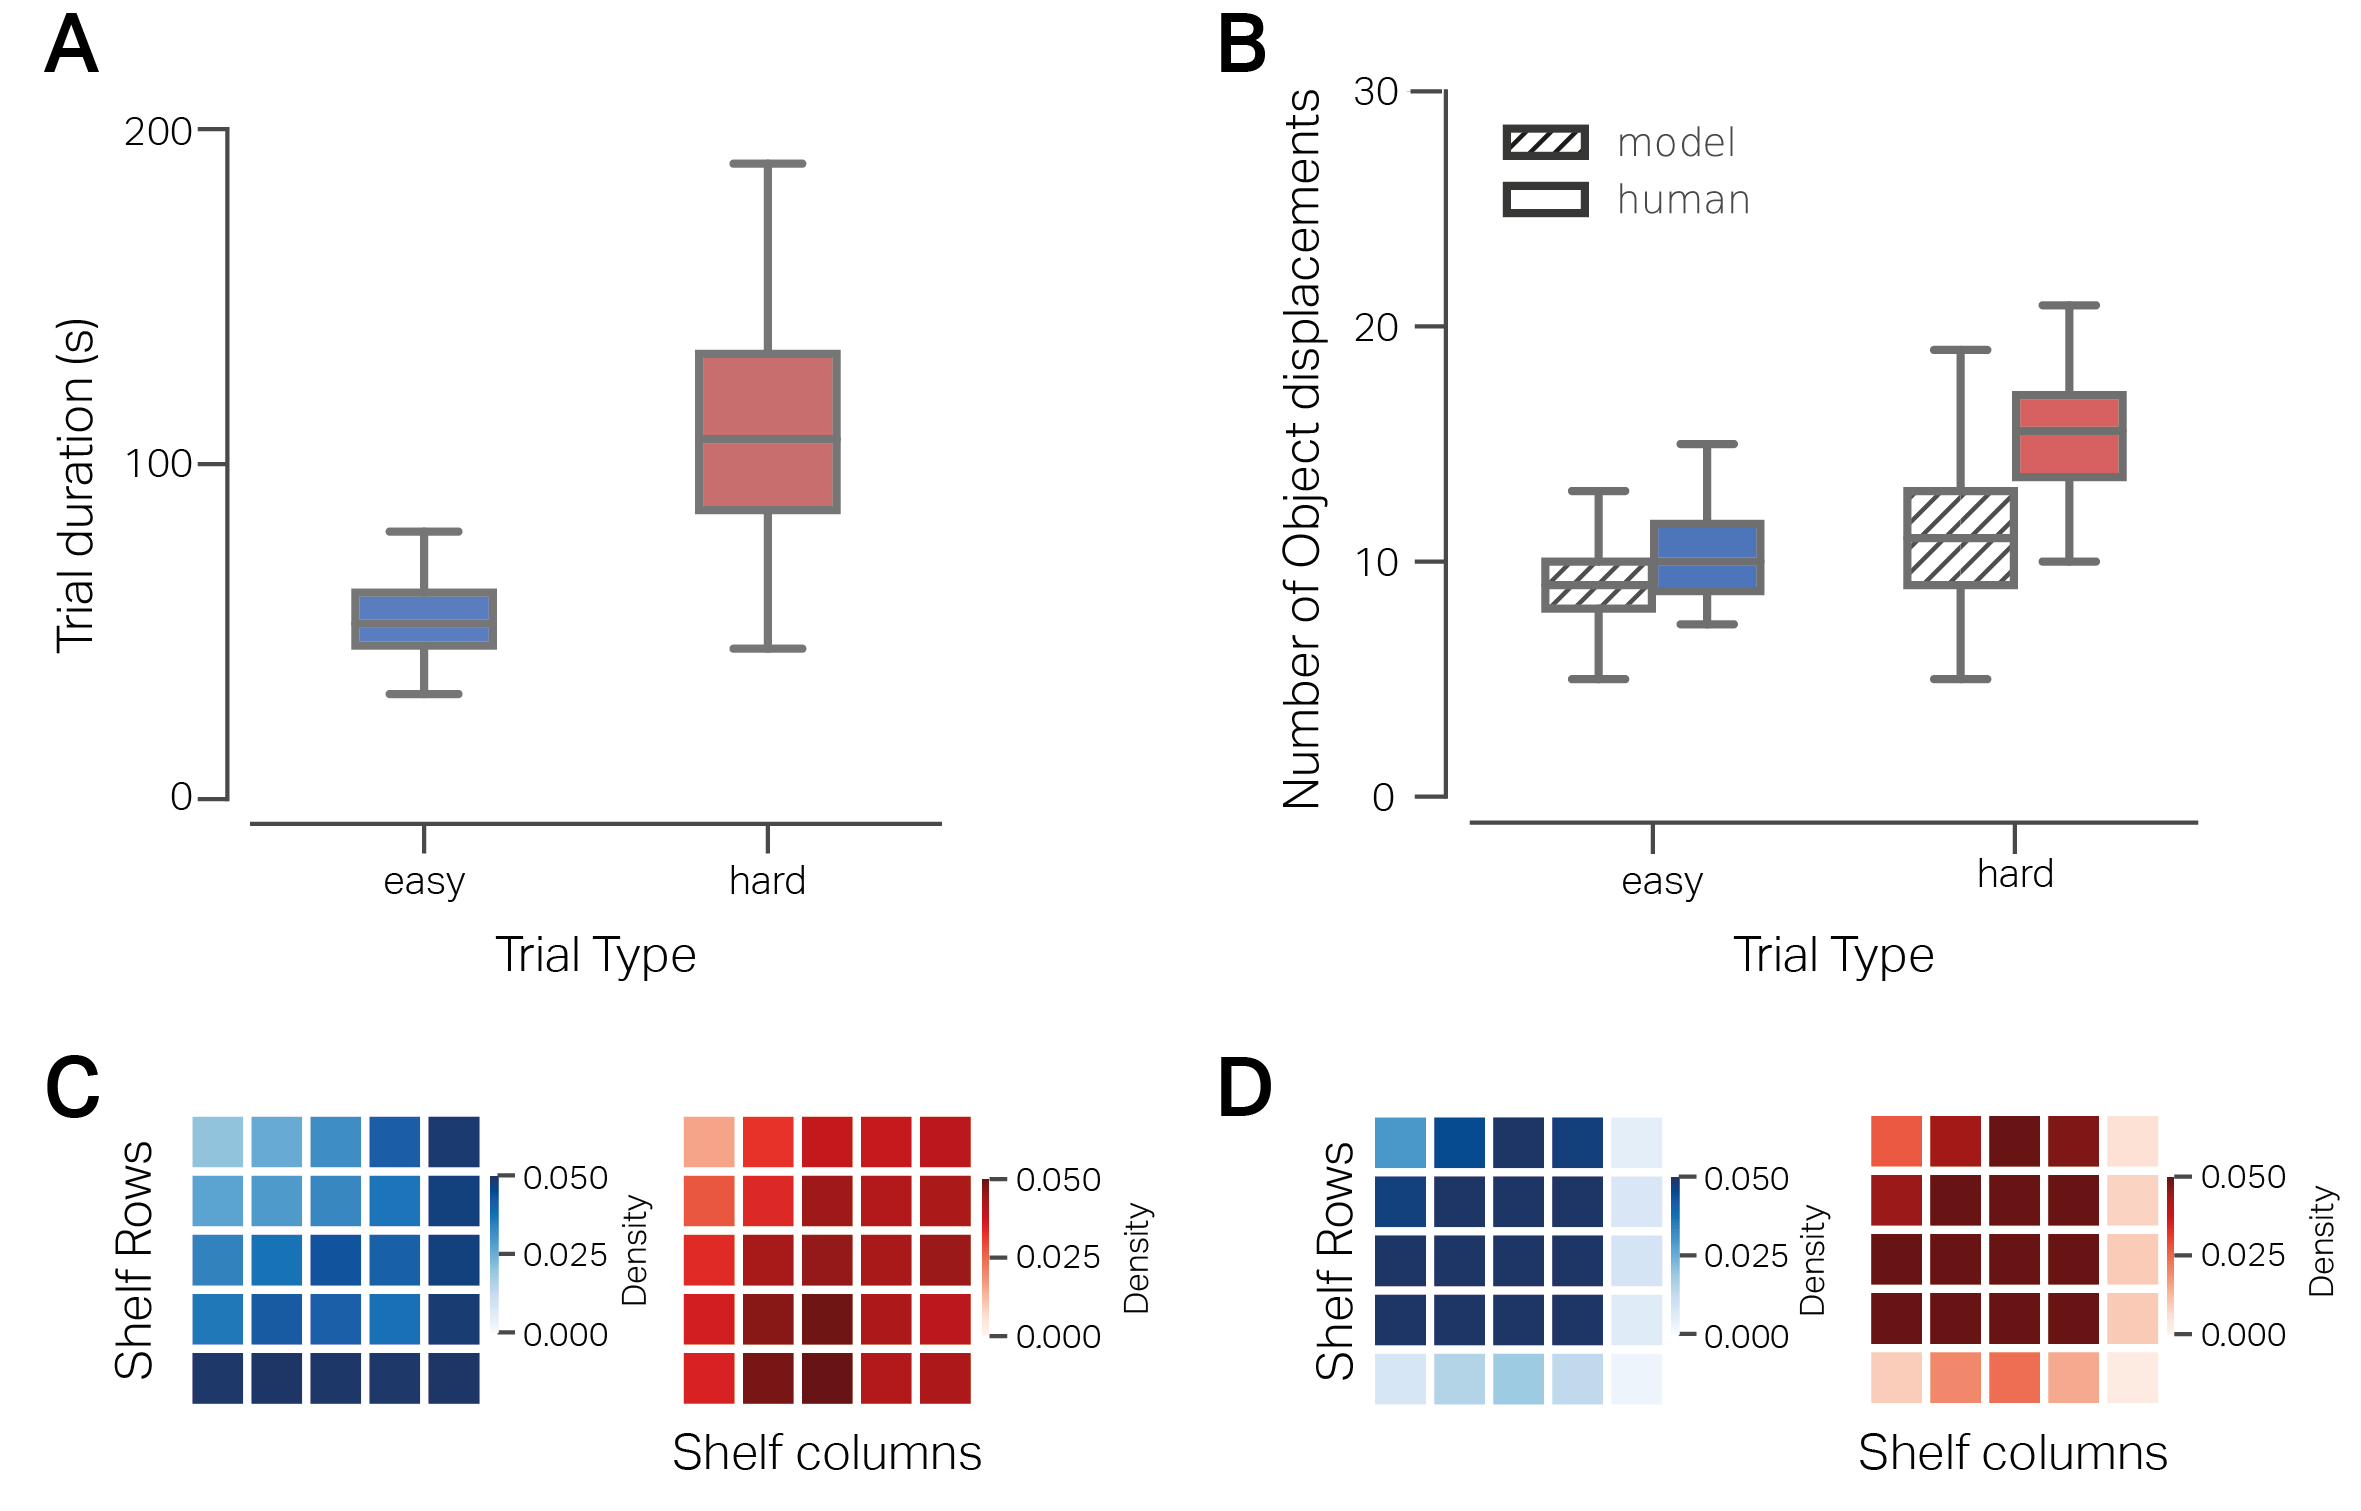 A
200
100
0
Trial duration (s)
easy
hard
Trial Type
B
30
20
10
0
Number of Object displacements
model
human
easy
hard
Trial Type
C
Shelf Rows
0.050
0.025
0.000
Density
0.050
0.025
0.000
Density
Shelf columns
D
Shelf Rows
0.050
0.025
0.000
Density
0.050
0.025
0.000
Density
Shelf columns